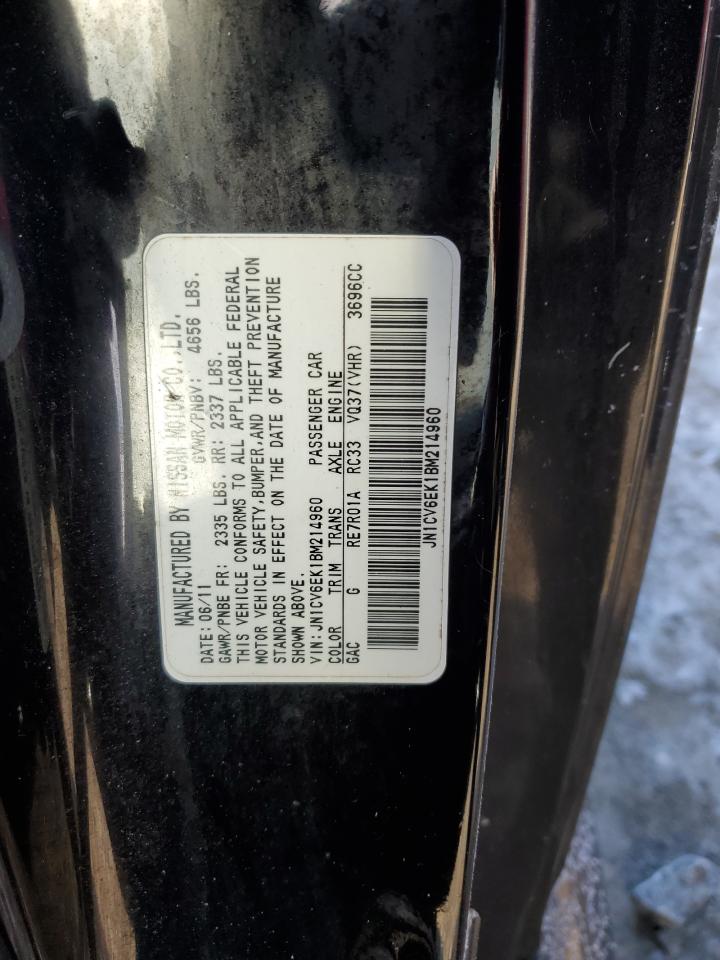 MANUFACTURED BY NISSAN MOTOR CO.,LTD.
DATE: 06/11 GVWR/PNBV: 4656 LBS.
GAWR/PNBE FR: 2335 LBS. RR: 2337 LBS.
THIS VEHICLE CONFORMS TO ALL APPLICABLE FEDERAL
MOTOR VEHICLE SAFETY,BUMPER,AND THEFT PREVENTION
STANDARDS IN EFFECT ON THE DATE OF MANUFACTURE
SHOWN ABOVE.
VIN: JN1CV6EK1BM214960 PASSENGER CAR
COLOR TRIM TRANS AXLE ENGINE
GAC G RE7R01A RC33 VQ37(VHR) 3696CC
JN1CV6EK1BM214960